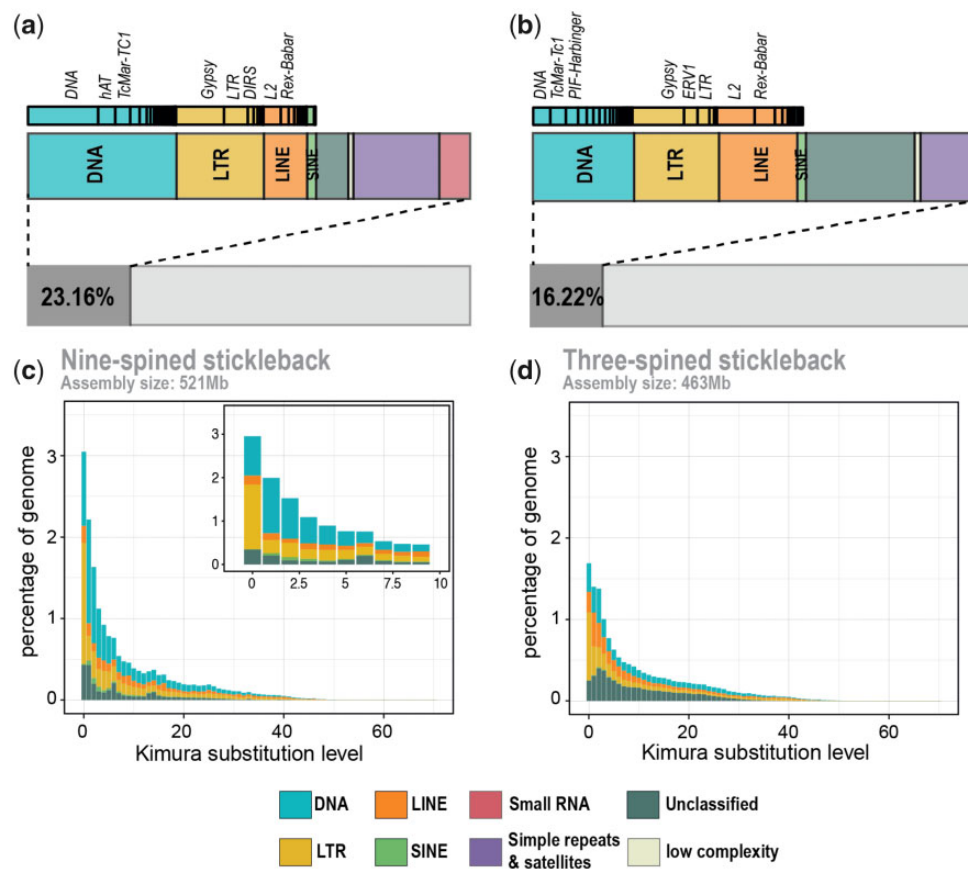 (a)
DNA
hAT
TcMar-TC1
Gypsy
LTR
DIRS
L2
Rex-Babar
DNA
LTR
LINE
SINE
23.16%
(b)
DNA
TcMar-Tc1
PIF-Harbinger
Gypsy
ERV1
LTR
L2
Rex-Babar
DNA
LTR
LINE
SINE
16.22%
(c)
Nine-spined stickleback
Assembly size: 521Mb
percentage of genome
3
2
1
0
0
20
40
60
Kimura substitution level
3
2
1
0
0
2.5
5
7.5
10
(d)
Three-spined stickleback
Assembly size: 463Mb
percentage of genome
3
2
1
0
0
20
40
60
Kimura substitution level
DNA
LINE
Small RNA
Unclassified
LTR
SINE
Simple repeats
& satellites
low complexity